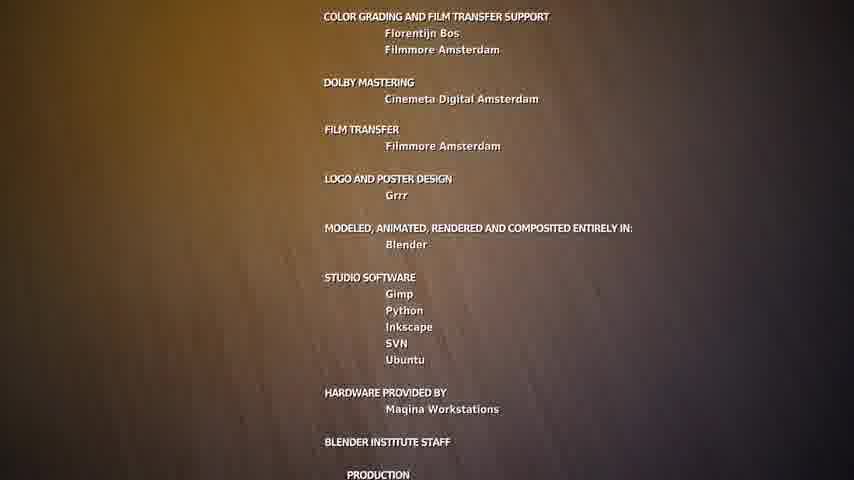 COLOR GRADING AND FILM TRANSFER SUPPORT
Florentijn Bos
Filmmore Amsterdam
DOLBY MASTERING
Cinemeta Digital Amsterdam
FILM TRANSFER
Filmmore Amsterdam
LOGO AND POSTER DESIGN
Grrr
MODELED, ANIMATED, RENDERED AND COMPOSITED ENTIRELY IN:
Blender
STUDIO SOFTWARE
Gimp
Python
Inkscape
SVN
Ubuntu
HARDWARE PROVIDED BY
Maqina Workstations
BLENDER INSTITUTE STAFF
PRODUCTION